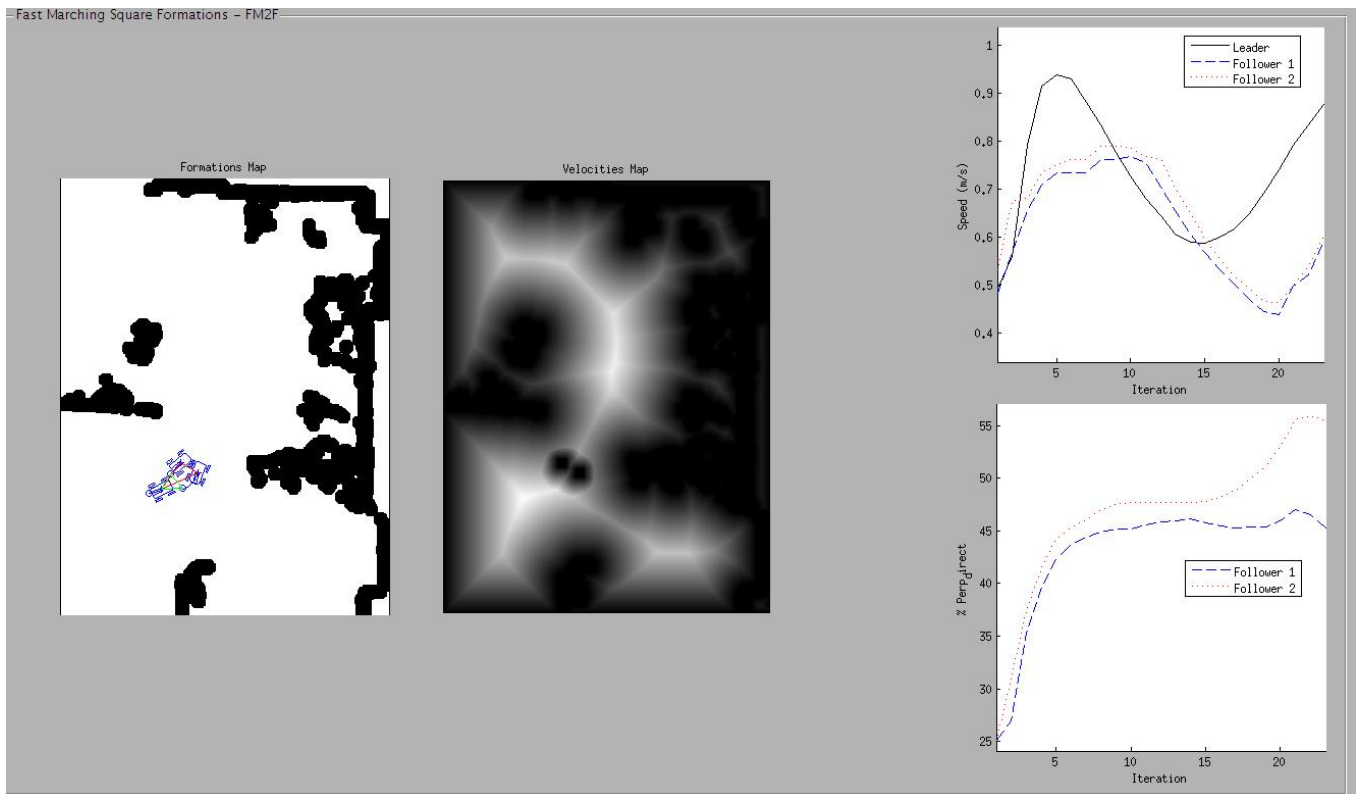 Fast Marching Square Formations - FM2F
Formations Map
Velocities Map
1
0.9
0.8
0.7
0.6
0.5
0.4
Speed (m/s)
5
10
15
20
Iteration
Leader
Follower 1
Follower 2
55
50
45
40
35
30
25
% Perp_direct
5
10
15
20
Iteration
Follower 1
Follower 2